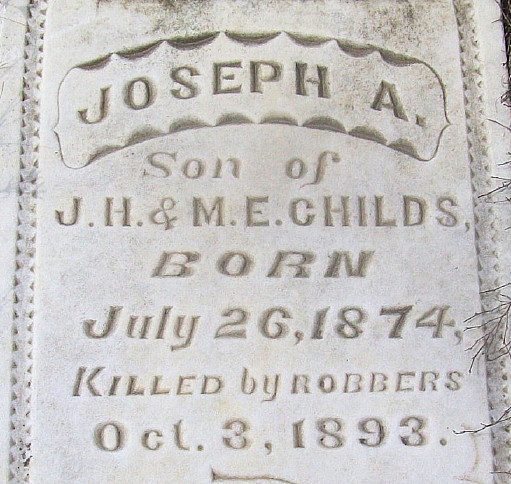 JOSEPH A.
Son of
J.H. & M.E. CHILDS,
BORN
July 26, 1874,
KILLED by ROBBERS
Oct. 3, 1893.